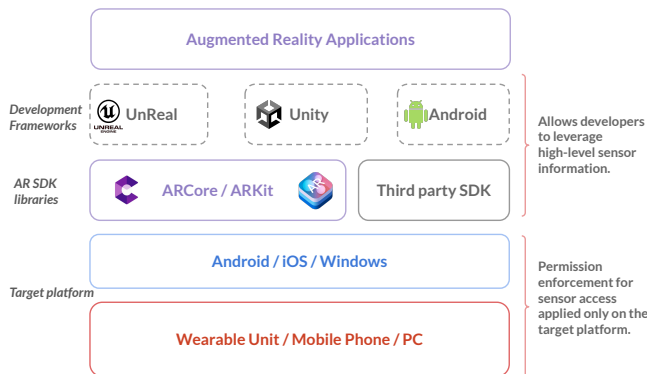 Augmented Reality Applications
Development
Frameworks
UNREAL
ENGINE
UnReal
Unity
Android
Allows developers
to leverage
high-level sensor
information.
AR SDK
libraries
ARCore / ARKit
AR
Third party SDK
Target platform
Android / iOS / Windows
Wearable Unit / Mobile Phone / PC
Permission
enforcement for
sensor access
applied only on the
target platform.